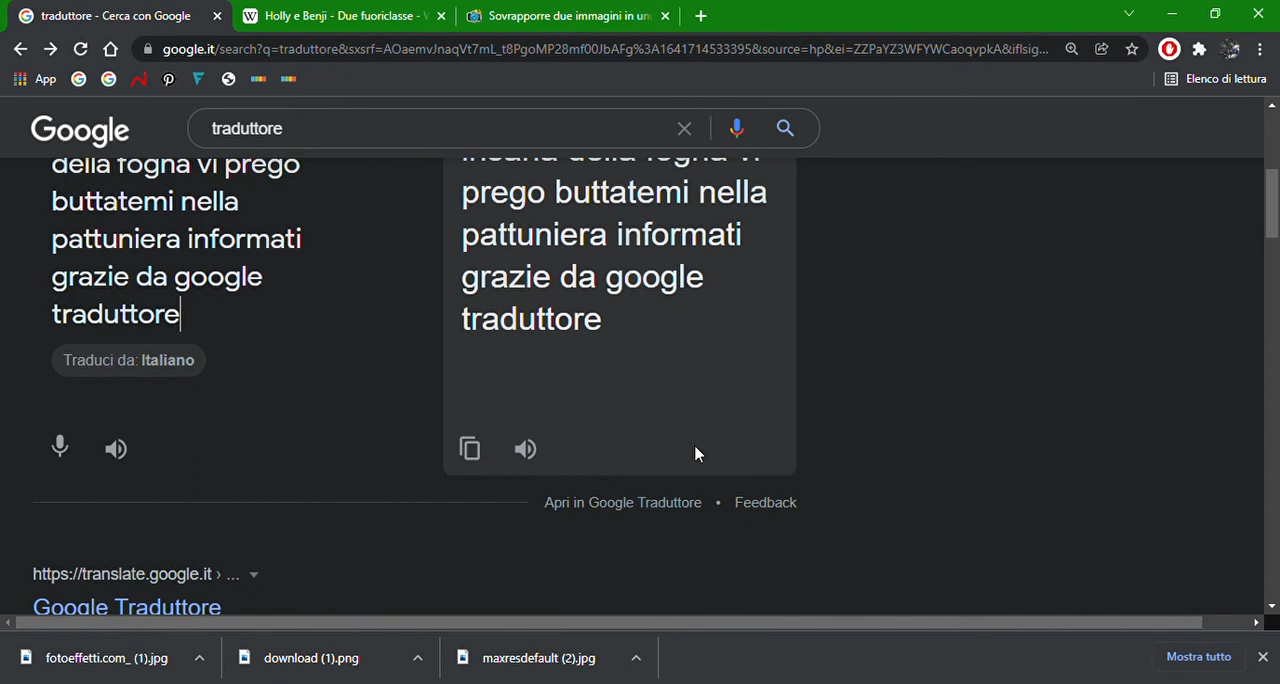 traduttore - Cerca con Google
Holly e Benji - Due fuoriclasse -
Sovrapporre due immagini in un
google.it/search?q=traduttore&sxsrf=AOaemvJnaqVt7mL_t8PgoMP28mf00JbAFg%3A1641714533395&source=hp&ei=ZZPaYZ3WFYWCaoqvpkA&iflsig...
App
Elenco di lettura
Google
traduttore
della fogna vi prego
buttatemi nella
pattuniera informati
grazie da google
traduttore
Traduci da: Italiano
insana della fogna vi
prego buttatemi nella
pattuniera informati
grazie da google
traduttore
Apri in Google Traduttore • Feedback
https://translate.google.it › ...
Google Traduttore
fotoeffetti.com_ (1).jpg
download (1).png
maxresdefault (2).jpg
Mostra tutto